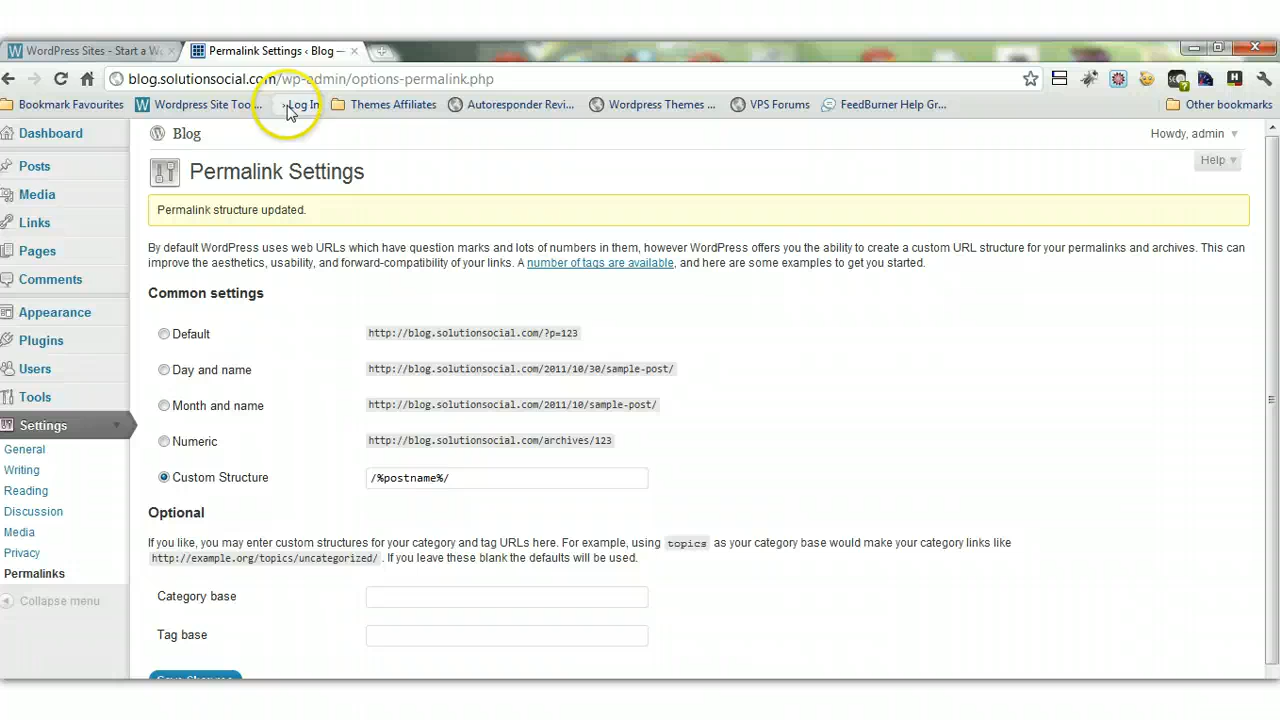 WordPress Sites - Start a W
Permalink Settings ‹ Blog —
blog.solutionsocial.com/wp-admin/options-permalink.php
Bookmark Favourites
Wordpress Site Too...
› Log In
Themes Affiliates
Autoresponder Revi...
Wordpress Themes ...
VPS Forums
FeedBurner Help Gr...
Other bookmarks
Dashboard
Posts
Media
Links
Pages
Comments
Appearance
Plugins
Users
Tools
Settings
General
Writing
Reading
Discussion
Media
Privacy
Permalinks
Collapse menu
Blog
Howdy, admin
Help
Permalink Settings
Permalink structure updated.
By default WordPress uses web URLs which have question marks and lots of numbers in them, however WordPress offers you the ability to create a custom URL structure for your permalinks and archives. This can
improve the aesthetics, usability, and forward-compatibility of your links. A number of tags are available, and here are some examples to get you started.
Common settings
Default http://blog.solutionsocial.com/?p=123
Day and name http://blog.solutionsocial.com/2011/10/30/sample-post/
Month and name http://blog.solutionsocial.com/2011/10/sample-post/
Numeric http://blog.solutionsocial.com/archives/123
Custom Structure /%postname%/
Optional
If you like, you may enter custom structures for your category and tag URLs here. For example, using topics as your category base would make your category links like
http://example.org/topics/uncategorized/ . If you leave these blank the defaults will be used.
Category base
Tag base
Save Changes